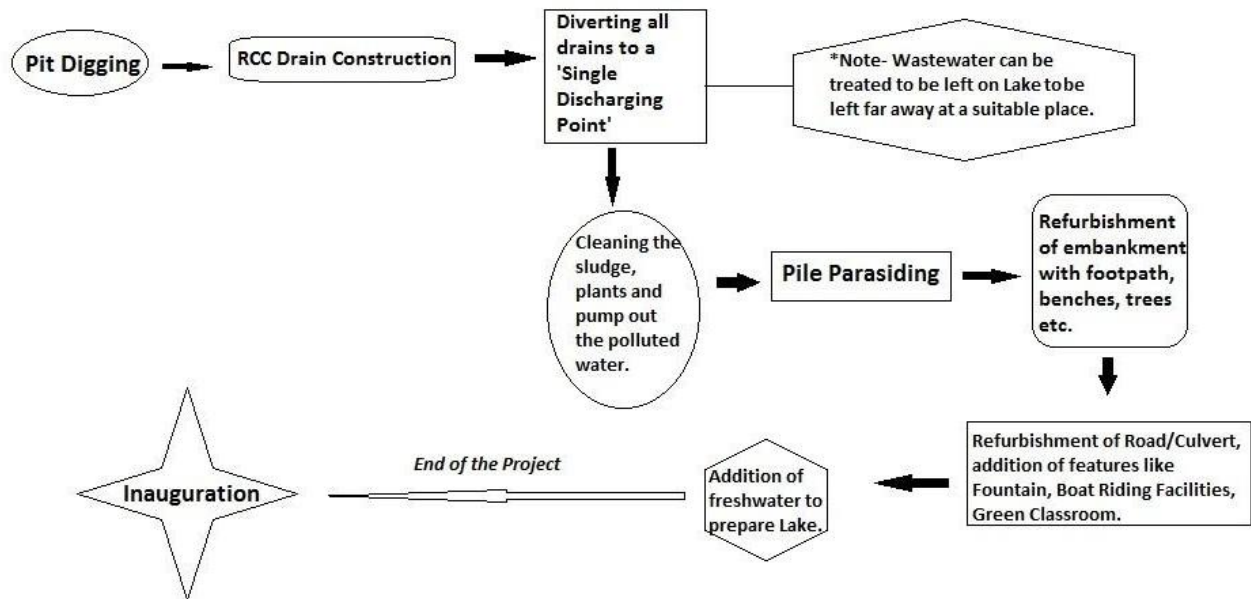 Pit Digging
RCC Drain Construction
Diverting all
drains to a
'Single
Discharging
Point'
*Note- Wastewater can be
treated to be left on Lake to be
left far away at a suitable place.
Cleaning the
sludge,
plants and
pump out
the polluted
water.
Pile Parasiding
Refurbishment
of embankment
with footpath,
benches, trees
etc.
Refurbishment of Road/Culvert,
addition of features like
Fountain, Boat Riding Facilities,
Green Classroom.
Addition of
freshwater to
prepare Lake.
End of the Project
Inauguration